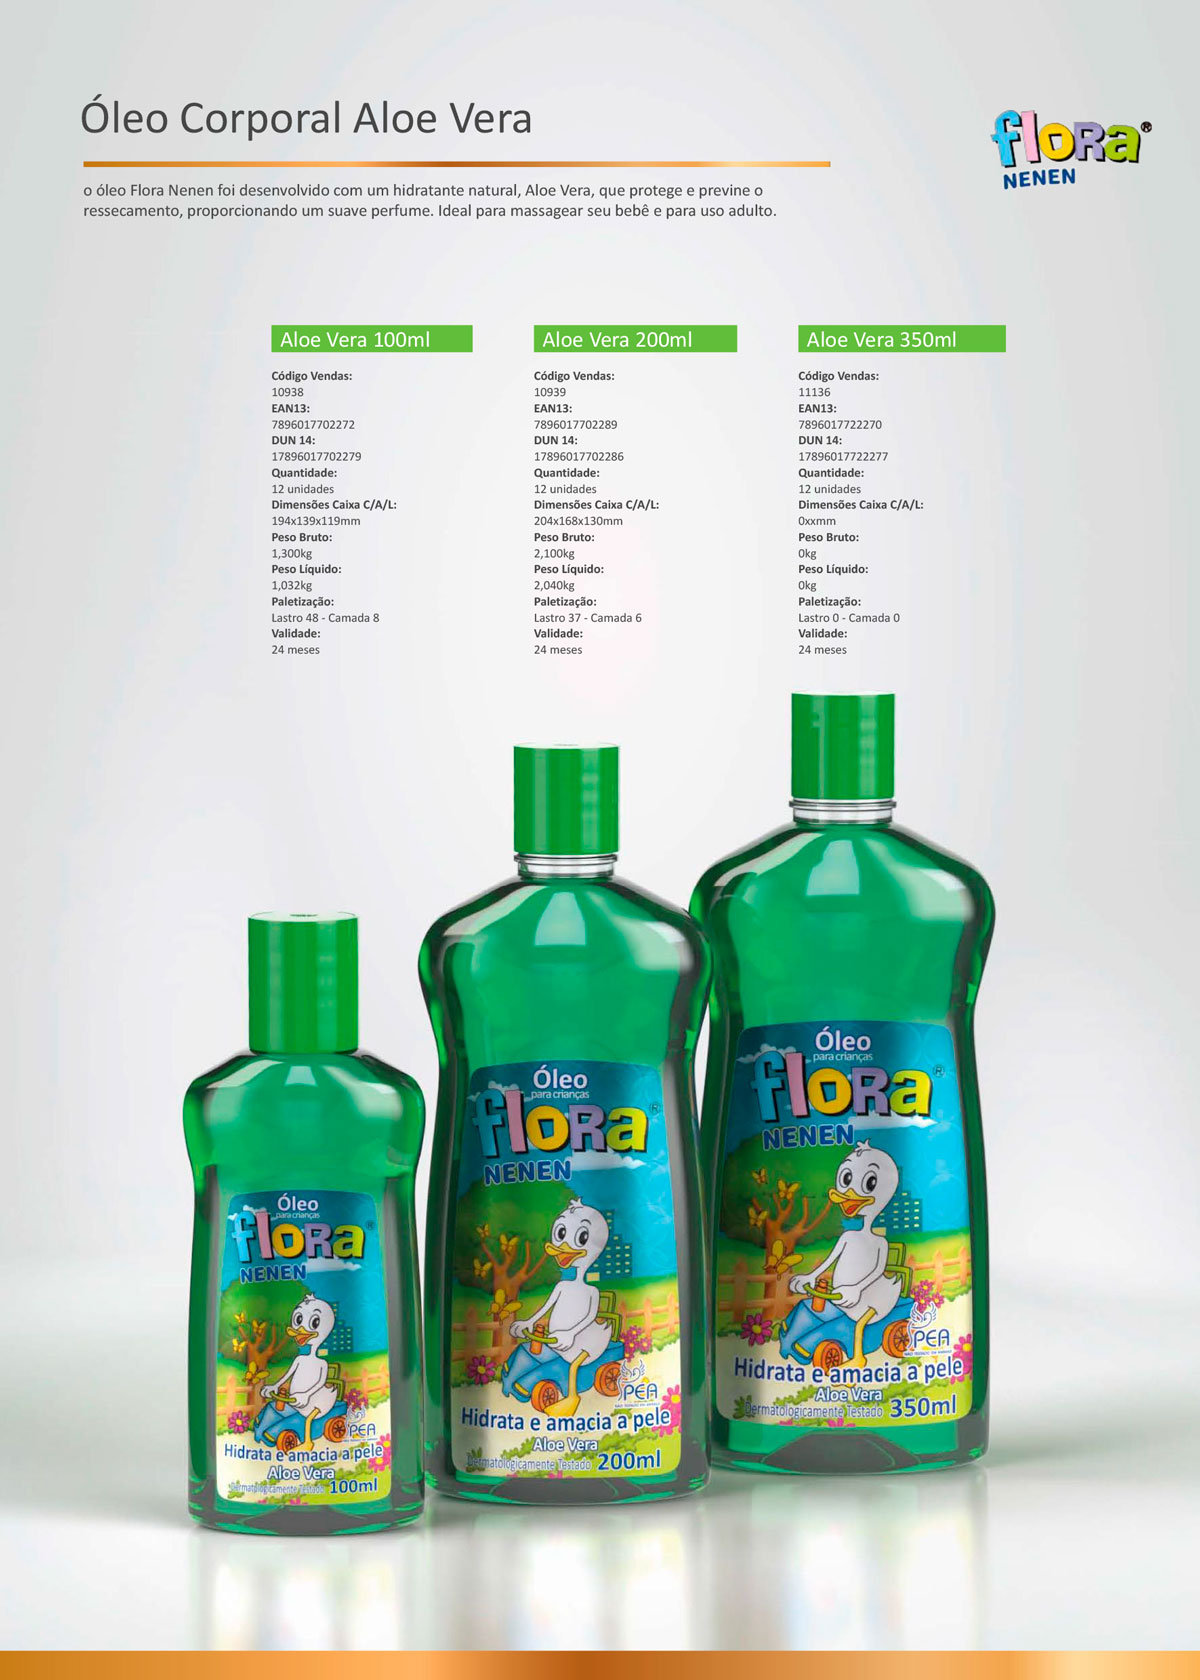 Óleo Corporal Aloe Vera
flora®
NENEN
o óleo Flora Nenen foi desenvolvido com um hidratante natural, Aloe Vera, que protege e previne o
ressecamento, proporcionando um suave perfume. Ideal para massagear seu bebê e para uso adulto.
Aloe Vera 100ml
Código Vendas:
10938
EAN13:
7896017702272
DUN 14:
17896017702279
Quantidade:
12 unidades
Dimensões Caixa C/A/L:
194x139x119mm
Peso Bruto:
1,300kg
Peso Líquido:
1,032kg
Paletização:
Lastro 48 - Camada 8
Validade:
24 meses
Aloe Vera 200ml
Código Vendas:
10939
EAN13:
7896017702289
DUN 14:
17896017702286
Quantidade:
12 unidades
Dimensões Caixa C/A/L:
204x168x130mm
Peso Bruto:
2,100kg
Peso Líquido:
2,040kg
Paletização:
Lastro 37 - Camada 6
Validade:
24 meses
Aloe Vera 350ml
Código Vendas:
11136
EAN13:
7896017722270
DUN 14:
17896017722277
Quantidade:
12 unidades
Dimensões Caixa C/A/L:
0xxmm
Peso Bruto:
0kg
Peso Líquido:
0kg
Paletização:
Lastro 0 - Camada 0
Validade:
24 meses
Óleo
para crianças
flora®
NENEN
PEA
Hidrata e amacia a pele
Aloe Vera
Dermatologicamente Testado 100ml
Óleo
para crianças
flora®
NENEN
PEA
Hidrata e amacia a pele
Aloe Vera
Dermatologicamente Testado 200ml
Óleo
para crianças
flora®
NENEN
PEA
Hidrata e amacia a pele
Aloe Vera
Dermatologicamente Testado 350ml